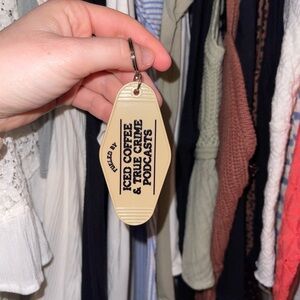 FUELED BY
ICED COFFEE
& TRUE CRIME
PODCASTS